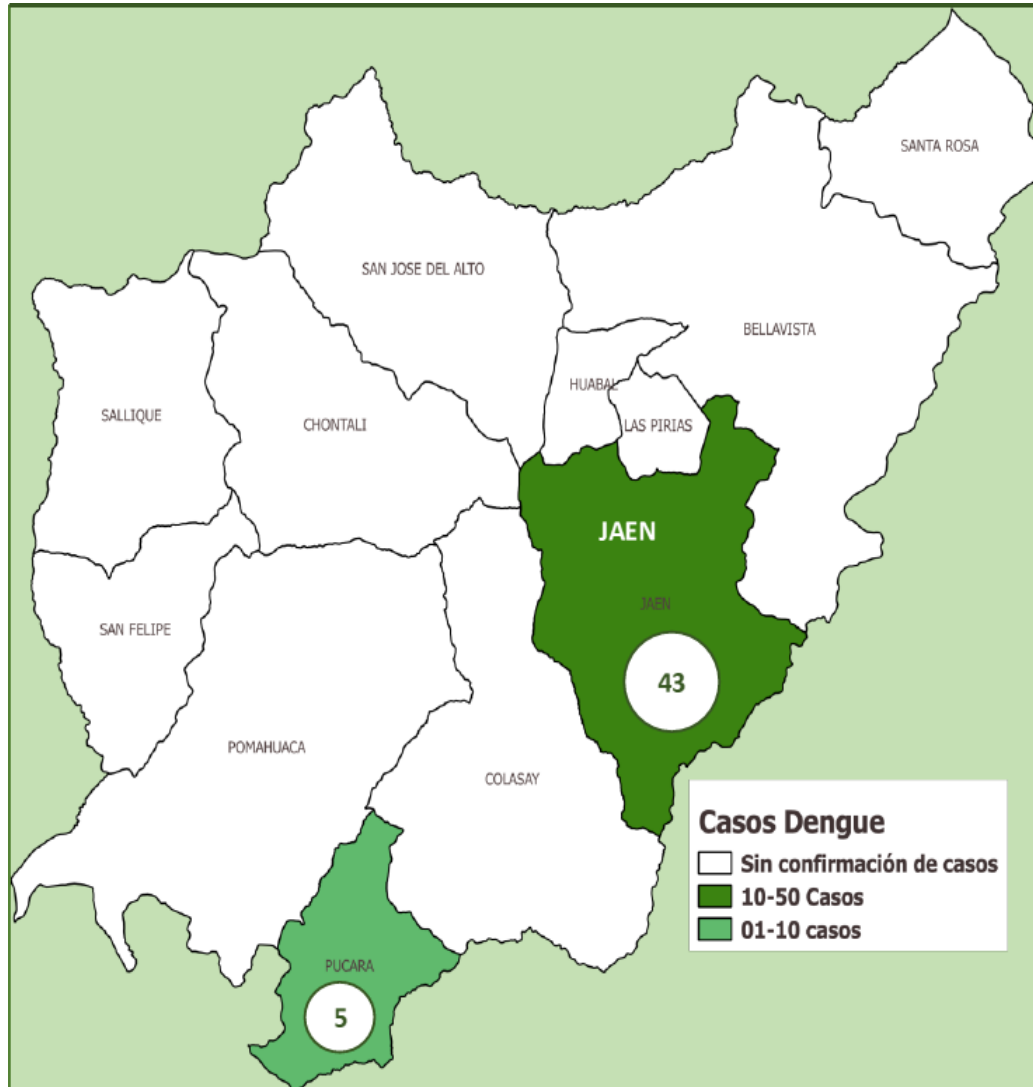 SANTA ROSA
SAN JOSE DEL ALTO
BELLAVISTA
HUABAL
SALLIQUE
CHONTALI
LAS PIRIAS
JAEN
JAEN
SAN FELIPE
43
POMAHUACA
COLASAY
Casos Dengue
Sin confirmación de casos
10-50 Casos
01-10 casos
PUCARA
5